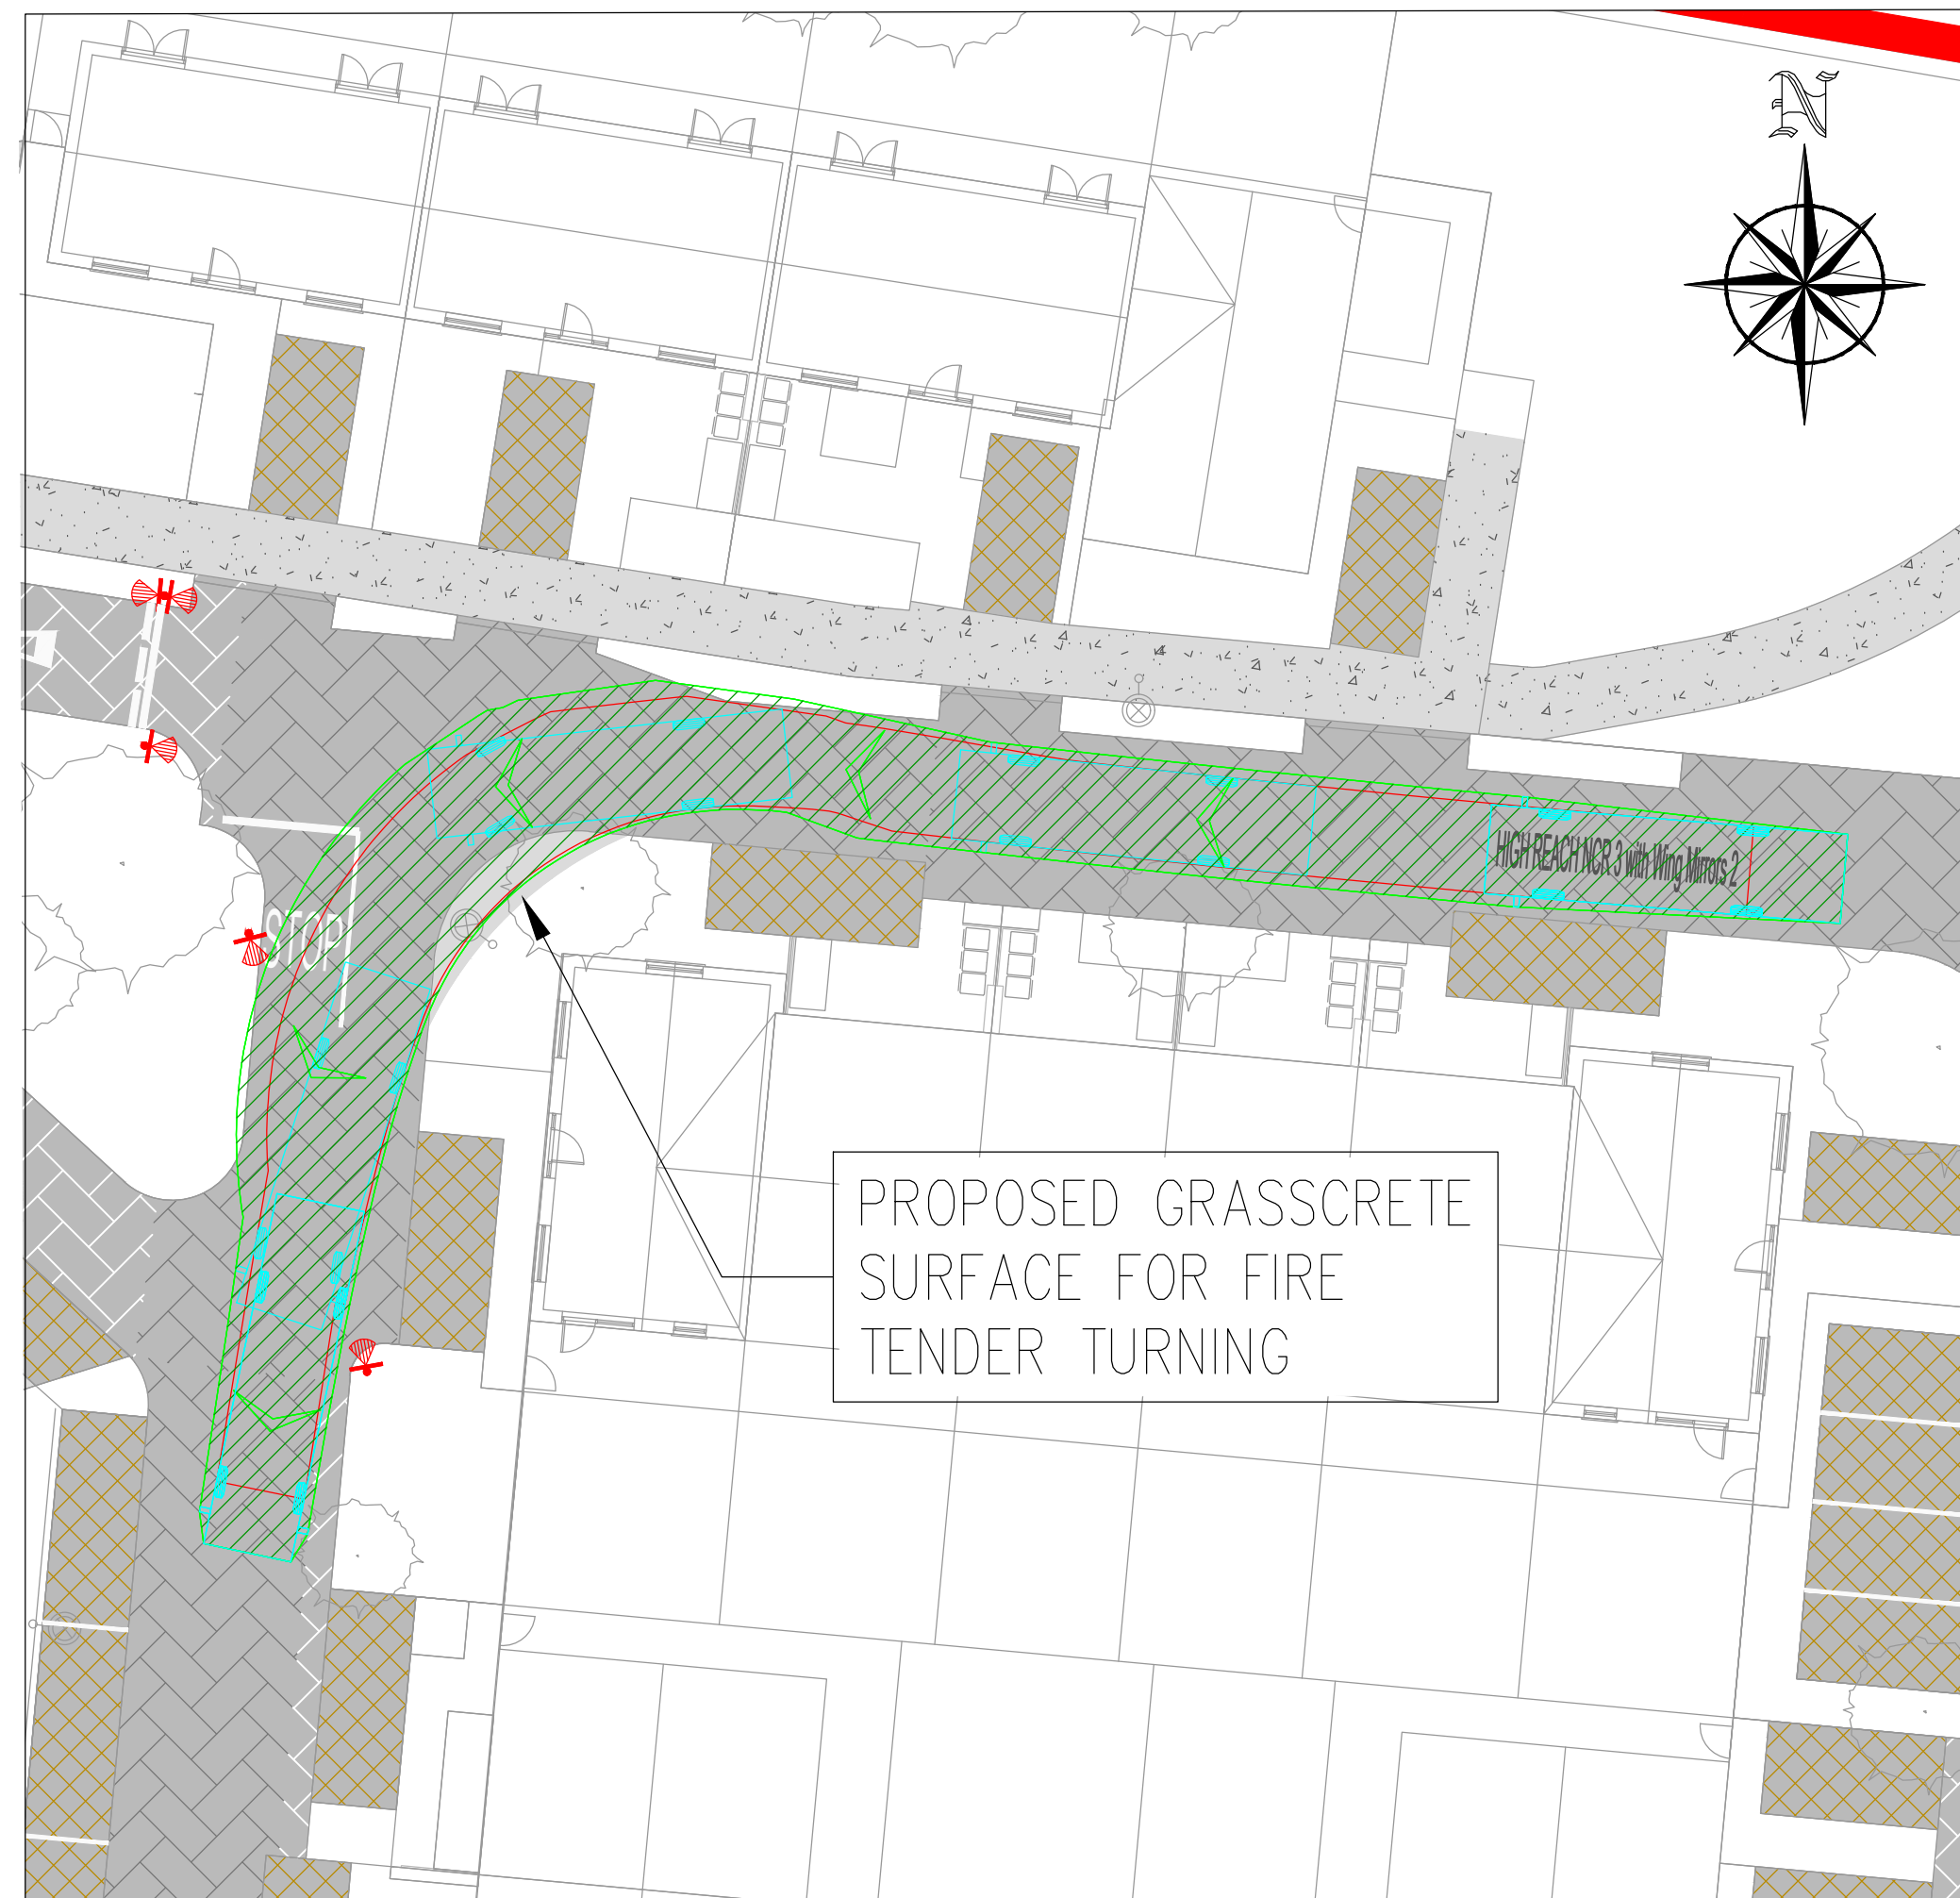 N
HIGH REACH NCR 3 with Wing Mirrors 2
STOP
PROPOSED GRASSCRETE
SURFACE FOR FIRE
TENDER TURNING